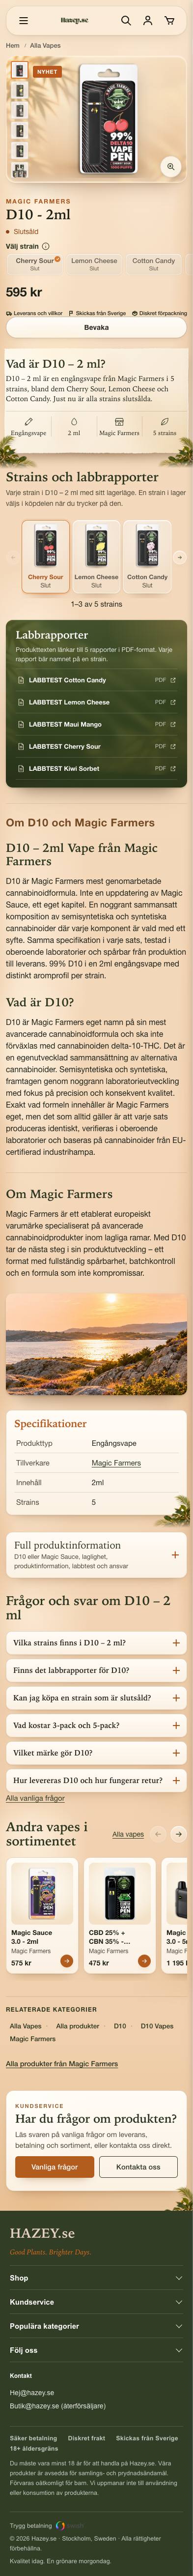 Hazey.se
Hem / Alla Vapes
NYHET
99%
D10
VAPE
PEN
MAGIC FARMERS
D10 - 2ml
Slutsåld
Välj strain
Cherry Sour
Slut
Lemon Cheese
Slut
Cotton Candy
Slut
595 kr
Leverans och villkor
Skickas från Sverige
Diskret förpackning
Bevaka
Vad är D10 – 2 ml?
D10 – 2 ml är en engångsvape från Magic Farmers i 5
strains, bland dem Cherry Sour, Lemon Cheese och
Cotton Candy. Just nu är alla strains slutsålda.
Engångsvape
2 ml
Magic Farmers
5 strains
Strains och labbrapporter
Varje strain i D10 – 2 ml med sitt lagerläge. En strain i lager
väljs i köpdelen när du trycker på den.
Cherry Sour
Slut
Lemon Cheese
Slut
Cotton Candy
Slut
1–3 av 5 strains
Labbrapporter
Produkttexten länkar till 5 rapporter i PDF-format. Varje
rapport bär namnet på en strain.
LABBTEST Cotton Candy PDF
LABBTEST Lemon Cheese PDF
LABBTEST Maui Mango PDF
LABBTEST Cherry Sour PDF
LABBTEST Kiwi Sorbet PDF
Om D10 och Magic Farmers
D10 – 2ml Vape från Magic
Farmers
D10 är Magic Farmers mest genomarbetade
cannabinoidformula. Inte en uppdatering av Magic
Sauce, ett eget kapitel. En noggrant sammansatt
komposition av semisyntetiska och syntetiska
cannabinoider där varje komponent är vald med ett
syfte. Samma specifikation i varje sats, testad i
oberoende laboratorier och spårbar från produktion
till leverans. 99% D10 i en 2ml engångsvape med
distinkt aromprofil per strain.
Vad är D10?
D10 är Magic Farmers eget namn på sin mest
avancerade cannabinoidformula och ska inte
förväxlas med cannabinoiden delta-10-THC. Det är
en egenutvecklad sammansättning av alternativa
cannabinoider. Semisyntetiska och syntetiska,
framtagen genom noggrann laboratorieutveckling
med fokus på precision och konsekvent kvalitet.
Exakt innehåll är inte offentliggjort av Magic Farmers
eget, men det som alltid gäller är att varje sats
produceras identiskt, verifieras i oberoende
laboratorier och baseras på cannabinoider från EU-
certifierad industrihampa.
Om Magic Farmers
Magic Farmers är ett etablerat europeiskt
varumärke specialiserat på avancerade
cannabinoidprodukter inom lagliga ramar. Med D10
tar de nästa steg i sin produktutveckling – ett
format med fullständig spårbarhet, batchkontroll
och en formula som inte kompromissar.
Specifikationer
Produkttyp Engångsvape
Tillverkare Magic Farmers
Innehåll 2ml
Strains 5
Full produktinformation
D10 eller Magic Sauce, laglighet,
produktinformation, labbtest och ansvar
Frågor och svar om D10 – 2
ml
Vilka strains finns i D10 – 2 ml?
Finns det labbrapporter för D10?
Kan jag köpa en strain som är slutsåld?
Vad kostar 3-pack och 5-pack?
Vilket märke gör D10?
Hur levereras D10 och hur fungerar retur?
Alla vanliga frågor
Andra vapes i
sortimentet
Alla vapes
Magic Sauce
3.0 - 2ml
Magic Farmers
575 kr
CBD 25% +
CBN 35% -...
Magic Farmers
475 kr
Magic
3.0 - 5
Magic F
1 195
RELATERADE KATEGORIER
Alla Vapes · Alla produkter · D10 · D10 Vapes
Magic Farmers
Alla produkter från Magic Farmers
KUNDSERVICE
Har du frågor om produkten?
Läs svaren på vanliga frågor om leverans,
betalning och sortiment, eller kontakta oss direkt.
Vanliga frågor
Kontakta oss
HAZEY.se
Good Plants. Brighter Days.
Shop
Kundservice
Populära kategorier
Följ oss
Kontakt
Hej@hazey.se
Butik@hazey.se (återförsäljare)
Säker betalning Diskret frakt Skickas från Sverige
18+ åldersgräns
Du måste vara minst 18 år för att handla på Hazey.se. Våra
produkter är avsedda för samlings- och prydnadsändamål.
Förvaras oåtkomligt för barn. Vi uppmanar inte till användning
eller konsumtion av produkterna.
Trygg betalning
© 2026 Hazey.se · Stockholm, Sweden · Alla rättigheter
förbehållna.
Kvalitet idag. En grönare morgondag.